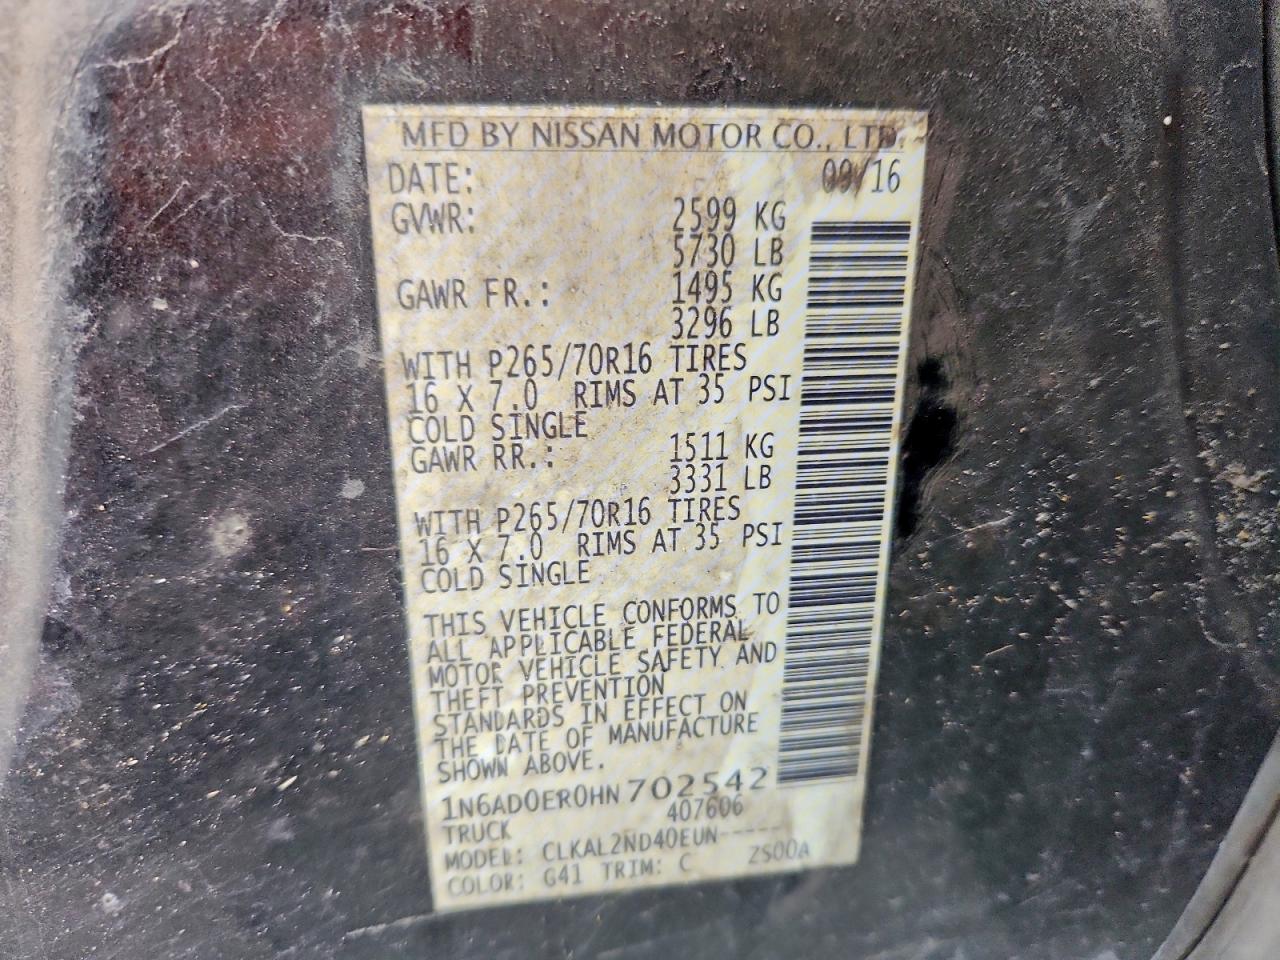 MFD BY NISSAN MOTOR CO., LTD.
DATE: 09/16
GVWR: 2599 KG
5730 LB
GAWR FR.: 1495 KG
3296 LB
WITH P265/70R16 TIRES
16 X 7.0 RIMS AT 35 PSI
COLD SINGLE
GAWR RR.: 1511 KG
3331 LB
WITH P265/70R16 TIRES
16 X 7.0 RIMS AT 35 PSI
COLD SINGLE
THIS VEHICLE CONFORMS TO
ALL APPLICABLE FEDERAL
MOTOR VEHICLE SAFETY AND
THEFT PREVENTION
STANDARDS IN EFFECT ON
THE DATE OF MANUFACTURE
SHOWN ABOVE.
1N6AD0ER0HN702542
TRUCK 407606
MODEL: CLKAL2ND40EUN-----
COLOR: G41 TRIM: C ZS00A